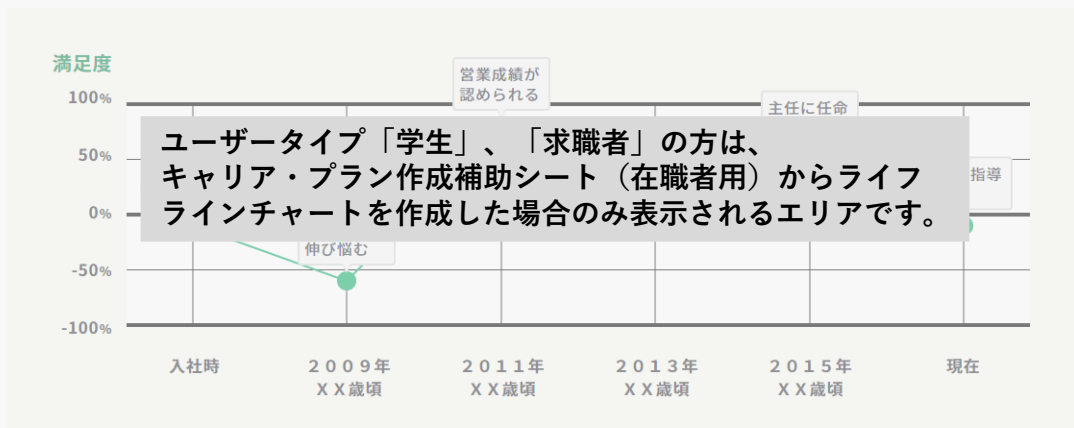 満足度
営業成績が
認められる
100%
主任に任命
ユーザータイプ「学生」、「求職者」の方は、
50%
キャリア・プラン作成補助シート（在職者用）からライフ
指導
ラインチャートを作成した場合のみ表示されるエリアです。
0%
伸び悩む
-50%
-100%
入社時 ２００９年 ２０１１年 ２０１３年 ２０１５年 現在
ＸＸ歳頃 ＸＸ歳頃 ＸＸ歳頃 ＸＸ歳頃